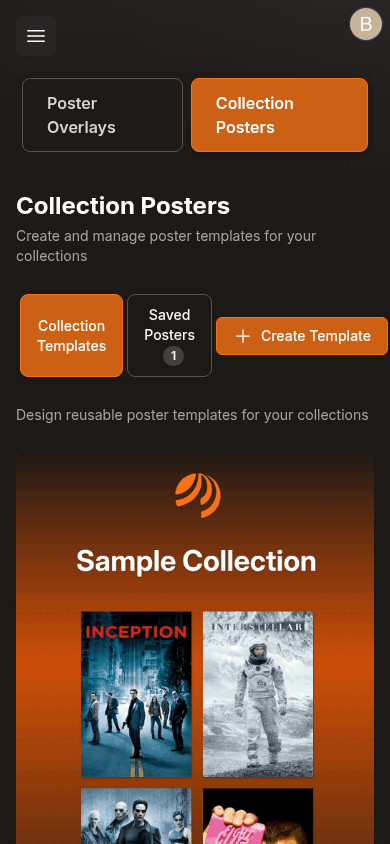 B
Poster
Overlays
Collection
Posters
Collection Posters
Create and manage poster templates for your
collections
Collection
Templates
Saved
Posters
1
Create Template
Design reusable poster templates for your collections
Sample Collection
INCEPTION
INTERSTELLAR